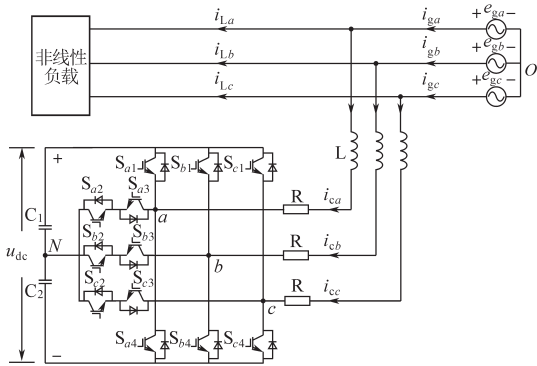 i_La
i_ga
+ e_ga −
非线性
负载
i_Lb
i_gb
+ e_gb −
O
i_Lc
i_gc
+ e_gc −
L
+
S_a1
S_b1
S_c1
S_a2
S_a3
a
R
i_ca
C_1
S_b2
S_b3
R
i_cb
u_dc
N
b
S_c2
S_c3
R
i_cc
C_2
c
S_a4
S_b4
S_c4
−